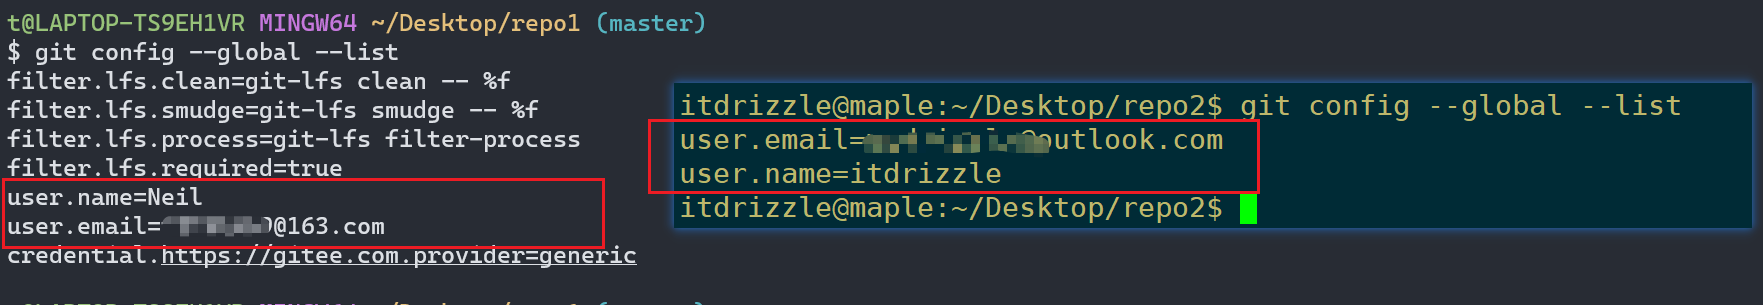 t@LAPTOP-TS9EH1VR MINGW64 ~/Desktop/repo1 (master)
$ git config --global --list
filter.lfs.clean=git-lfs clean -- %f
filter.lfs.smudge=git-lfs smudge -- %f
filter.lfs.process=git-lfs filter-process
filter.lfs.required=true
user.name=Neil
user.email=@163.com
credential.https://gitee.com.provider=generic
itdrizzle@maple:~/Desktop/repo2$ git config --global --list
user.email=outlook.com
user.name=itdrizzle
itdrizzle@maple:~/Desktop/repo2$